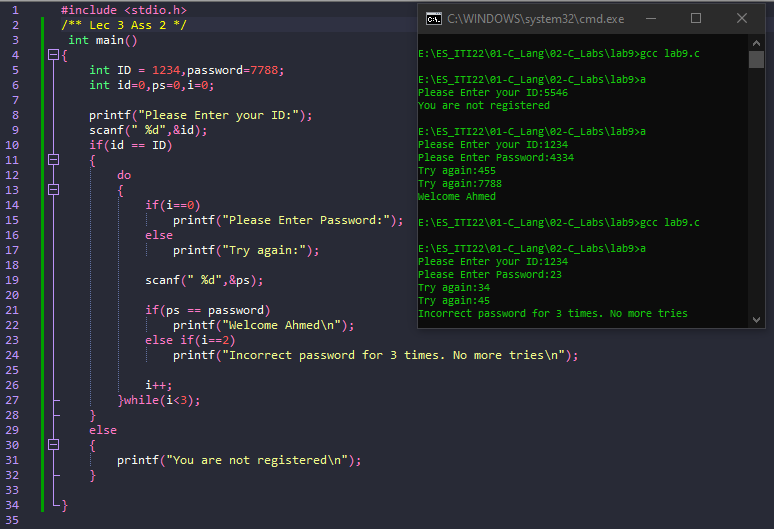 1 #include <stdio.h>
2 /** Lec 3 Ass 2 */
3 int main()
4 {
5 int ID = 1234,password=7788;
6 int id=0,ps=0,i=0;
7
8 printf("Please Enter your ID:");
9 scanf(" %d",&id);
10 if(id == ID)
11 {
12 do
13 {
14 if(i==0)
15 printf("Please Enter Password:");
16 else
17 printf("Try again:");
18
19 scanf(" %d",&ps);
20
21 if(ps == password)
22 printf("Welcome Ahmed\n");
23 else if(i==2)
24 printf("Incorrect password for 3 times. No more tries\n");
25
26 i++;
27 }while(i<3);
28 }
29 else
30 {
31 printf("You are not registered\n");
32 }
33
34 }
35
C:\WINDOWS\system32\cmd.exe
E:\ES_ITI22\01-C_Lang\02-C_Labs\lab9>gcc lab9.c
E:\ES_ITI22\01-C_Lang\02-C_Labs\lab9>a
Please Enter your ID:5546
You are not registered
E:\ES_ITI22\01-C_Lang\02-C_Labs\lab9>a
Please Enter your ID:1234
Please Enter Password:4334
Try again:455
Try again:7788
Welcome Ahmed
E:\ES_ITI22\01-C_Lang\02-C_Labs\lab9>gcc lab9.c
E:\ES_ITI22\01-C_Lang\02-C_Labs\lab9>a
Please Enter your ID:1234
Please Enter Password:23
Try again:34
Try again:45
Incorrect password for 3 times. No more tries